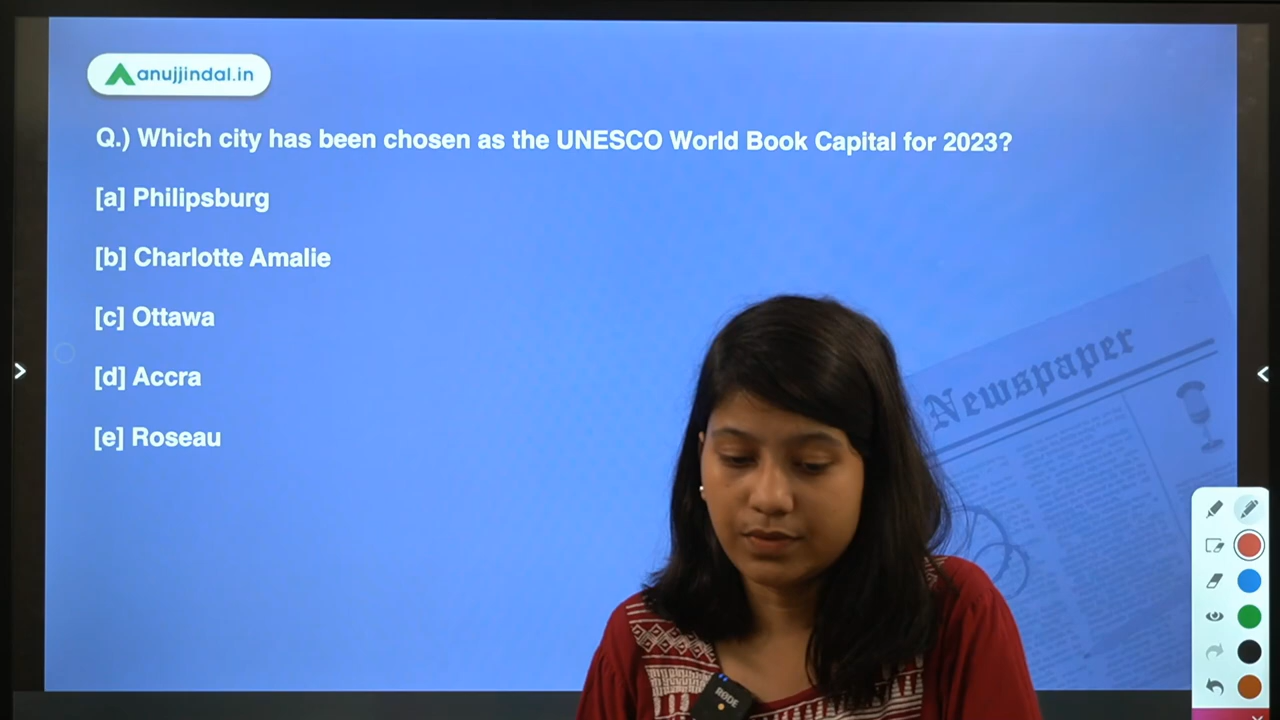 anujjindal.in
Q.) Which city has been chosen as the UNESCO World Book Capital for 2023?
[a] Philipsburg
[b] Charlotte Amalie
[c] Ottawa
[d] Accra
[e] Roseau
Newspaper
RØDE